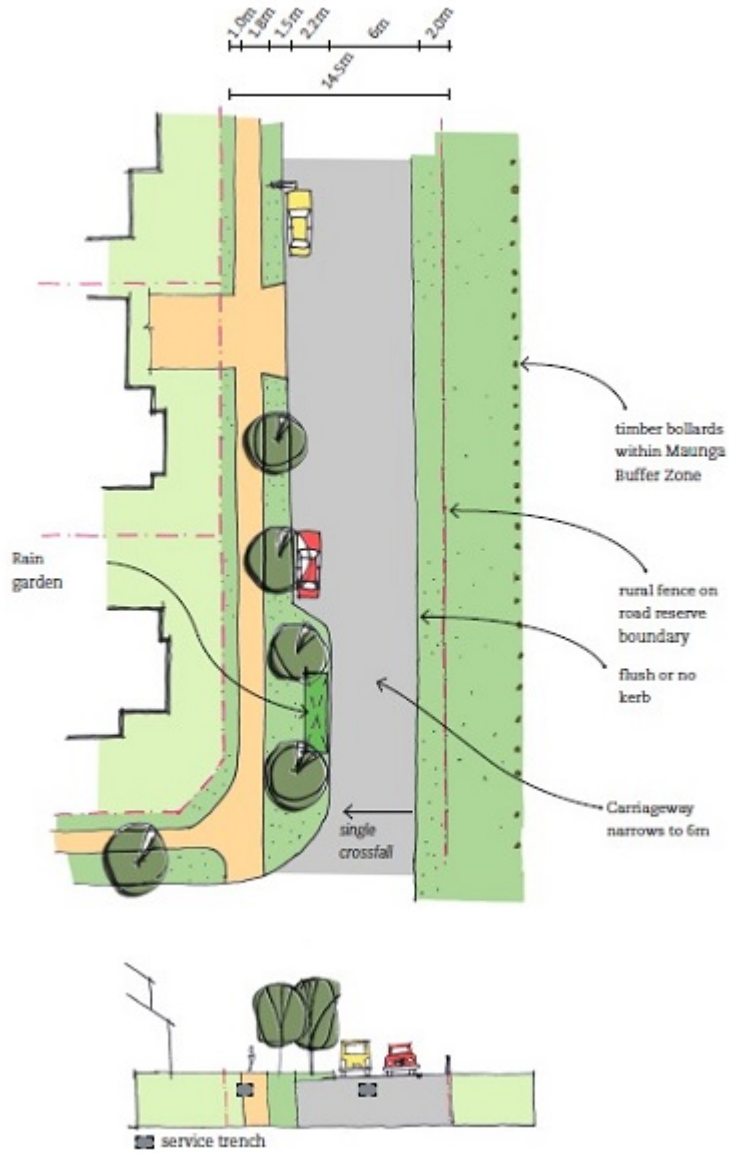 1.0m
1.8m
1.5m
2.2m
6m
2.0m
14.5m
timber bollards
within Maunga
Buffer Zone
Rain
garden
rural fence on
road reserve
boundary
flush or no
kerb
Carriageway
narrows to 6m
single
crossfall
service trench